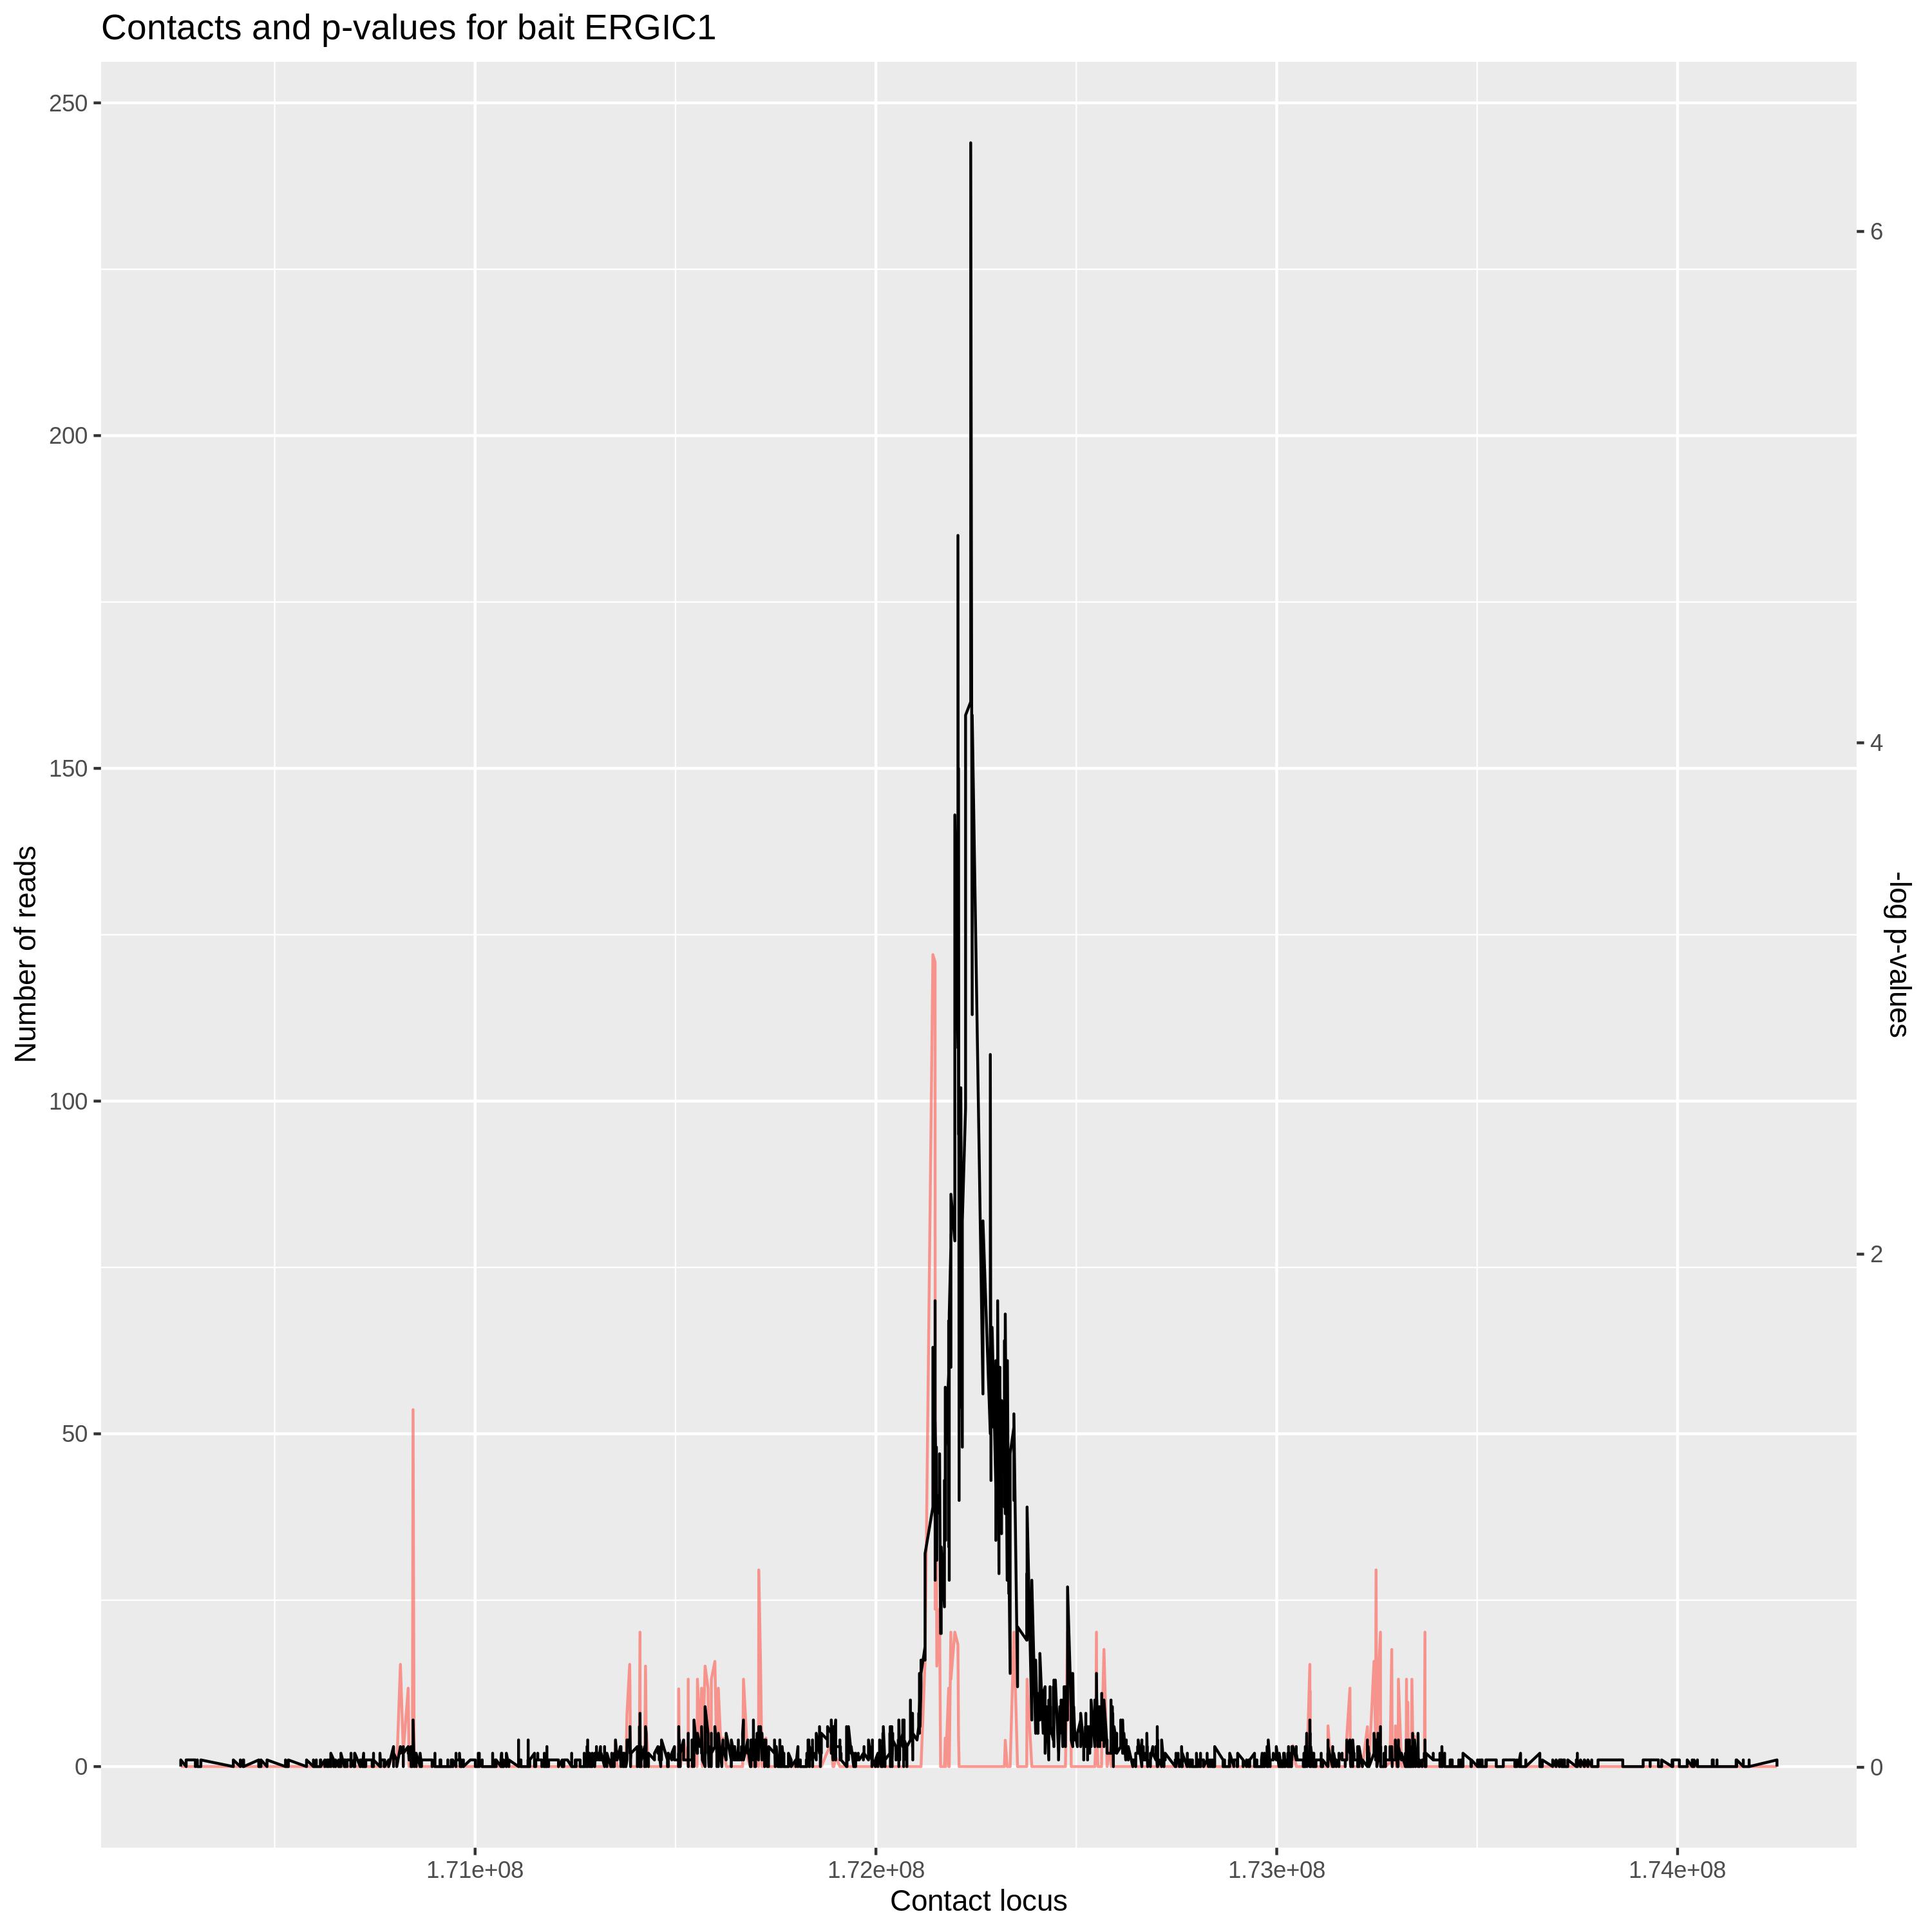 Contacts and p-values for bait ERGIC1
250
200
150
100
50
0
Number of reads
6
4
2
0
-log p-values
1.71e+08
1.72e+08
1.73e+08
1.74e+08
Contact locus